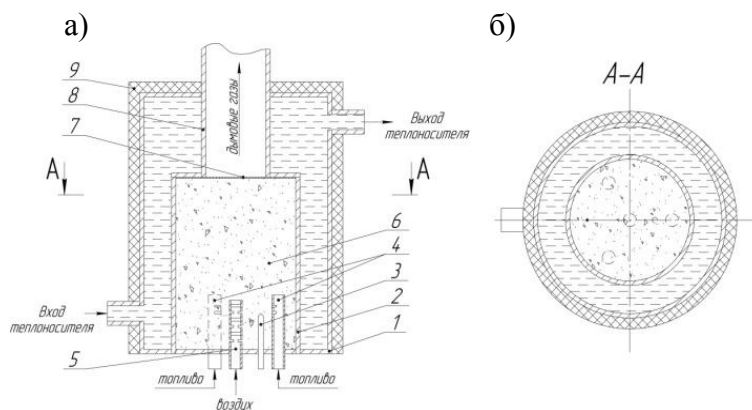 а)
б)
А-А
9
8
7
Дымовые газы
Выход
теплоносителя
А
А
6
4
3
2
1
Вход
теплоносителя
5
топливо
топливо
воздух